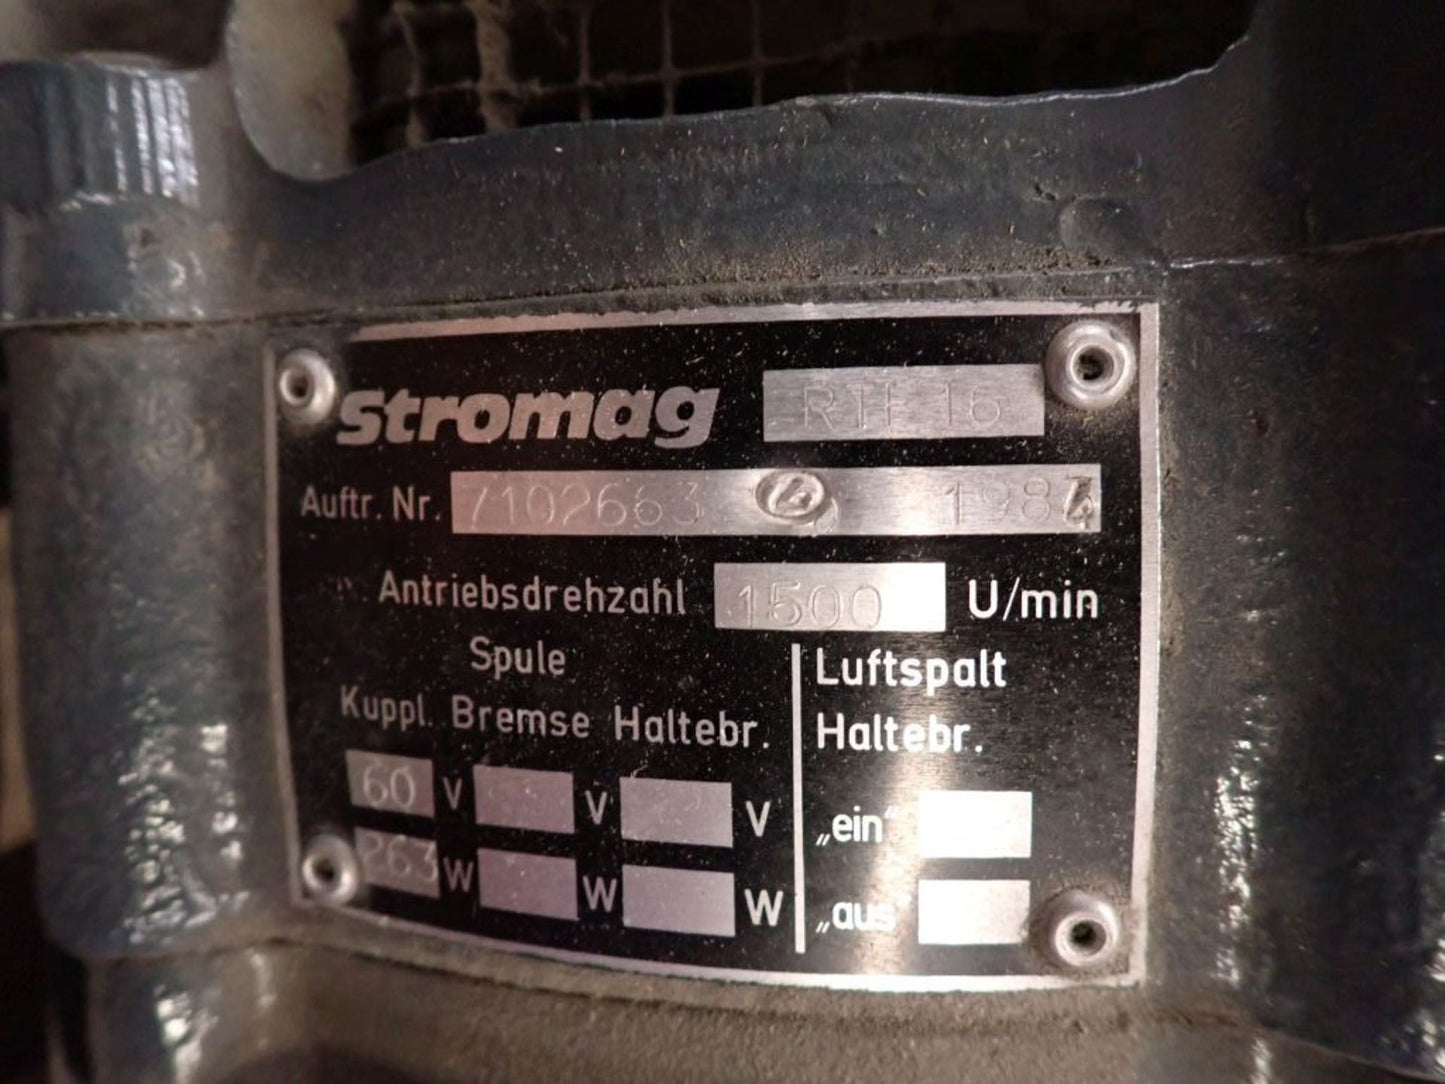 stromag RTF 16
Auftr. Nr. 7102663 1984
Antriebsdrehzahl 1500 U/min
Spule
Kuppl. Bremse Haltebr.
60 V V V
263 W W W
Luftspalt
Haltebr.
„ein“
„aus“